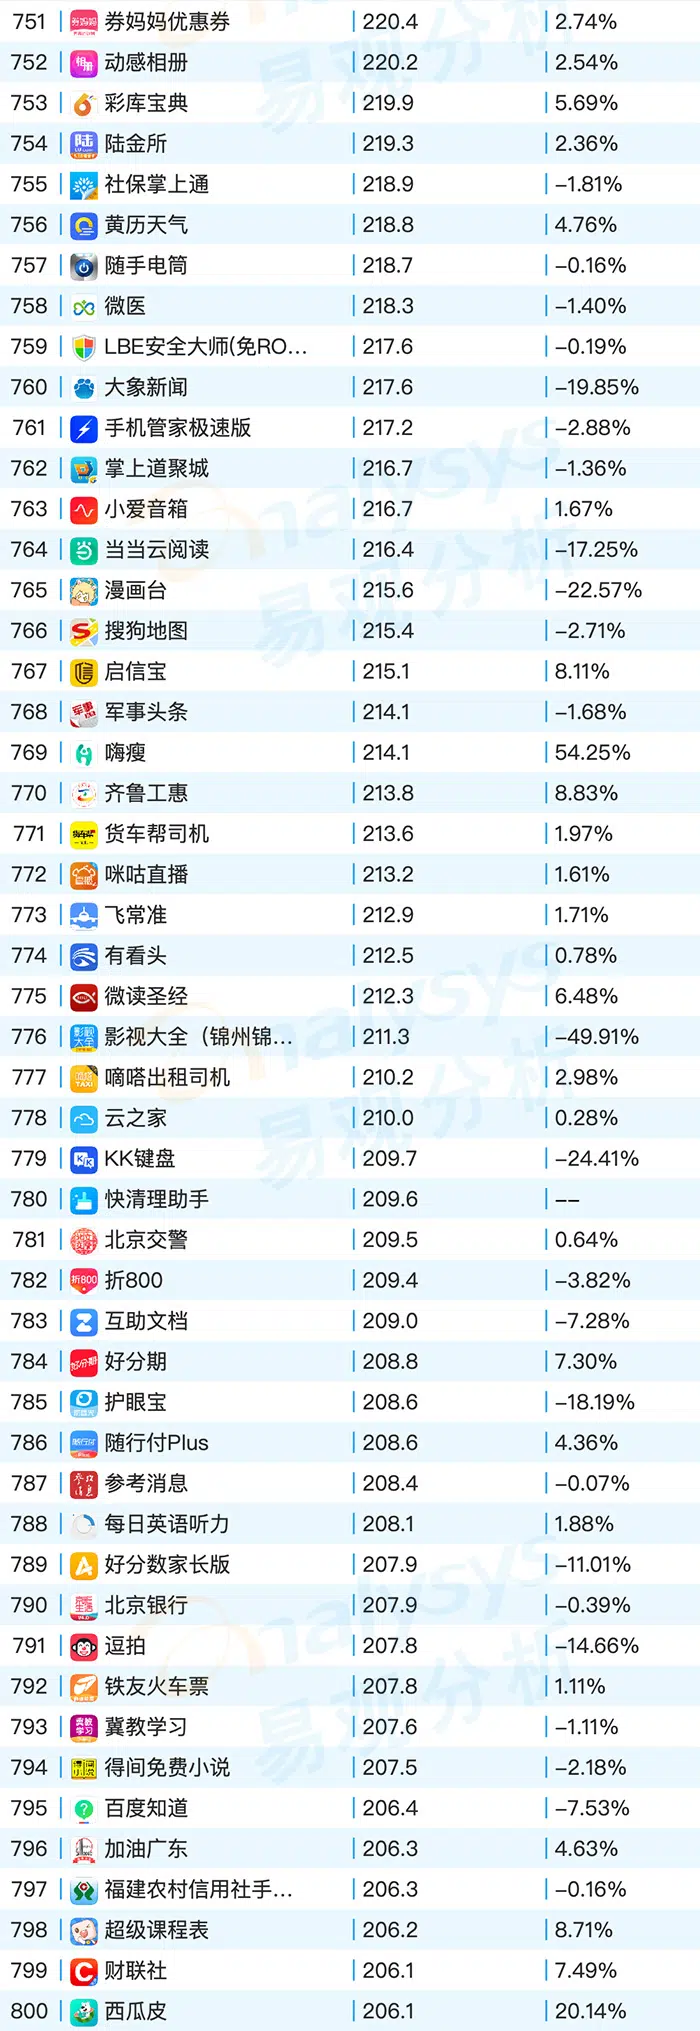 751 券妈妈优惠券 220.4 2.74%
752 动感相册 220.2 2.54%
753 彩库宝典 219.9 5.69%
754 陆金所 219.3 2.36%
755 社保掌上通 218.9 -1.81%
756 黄历天气 218.8 4.76%
757 随手电筒 218.7 -0.16%
758 微医 218.3 -1.40%
759 LBE安全大师(免RO... 217.6 -0.19%
760 大象新闻 217.6 -19.85%
761 手机管家极速版 217.2 -2.88%
762 掌上道聚城 216.7 -1.36%
763 小爱音箱 216.7 1.67%
764 当当云阅读 216.4 -17.25%
765 漫画台 215.6 -22.57%
766 搜狗地图 215.4 -2.71%
767 启信宝 215.1 8.11%
768 军事头条 214.1 -1.68%
769 嗨瘦 214.1 54.25%
770 齐鲁工惠 213.8 8.83%
771 货车帮司机 213.6 1.97%
772 咪咕直播 213.2 1.61%
773 飞常准 212.9 1.71%
774 有看头 212.5 0.78%
775 微读圣经 212.3 6.48%
776 影视大全（锦州锦... 211.3 -49.91%
777 嘀嗒出租司机 210.2 2.98%
778 云之家 210.0 0.28%
779 KK键盘 209.7 -24.41%
780 快清理助手 209.6 --
781 北京交警 209.5 0.64%
782 折800 209.4 -3.82%
783 互助文档 209.0 -7.28%
784 好分期 208.8 7.30%
785 护眼宝 208.6 -18.19%
786 随行付Plus 208.6 4.36%
787 参考消息 208.4 -0.07%
788 每日英语听力 208.1 1.88%
789 好分数家长版 207.9 -11.01%
790 北京银行 207.9 -0.39%
791 逗拍 207.8 -14.66%
792 铁友火车票 207.8 1.11%
793 冀教学习 207.6 -1.11%
794 得间免费小说 207.5 -2.18%
795 百度知道 206.4 -7.53%
796 加油广东 206.3 4.63%
797 福建农村信用社手... 206.3 -0.16%
798 超级课程表 206.2 8.71%
799 财联社 206.1 7.49%
800 西瓜皮 206.1 20.14%